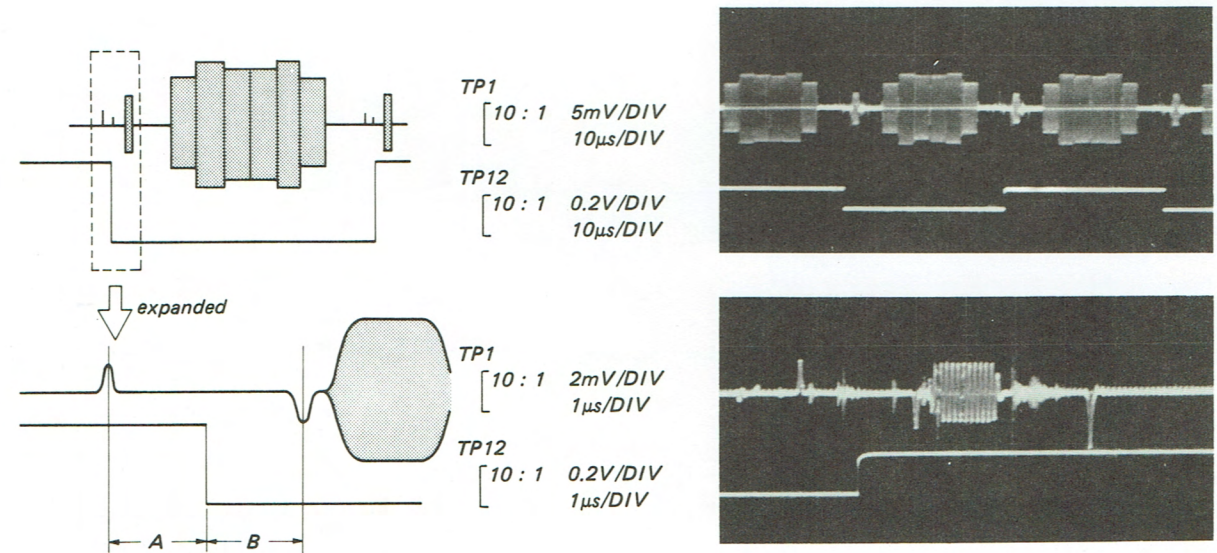 TP1
10 : 1 5mV/DIV
10μs/DIV
TP12
10 : 1 0.2V/DIV
10μs/DIV
expanded
TP1
10 : 1 2mV/DIV
1μs/DIV
TP12
10 : 1 0.2V/DIV
1μs/DIV
A B